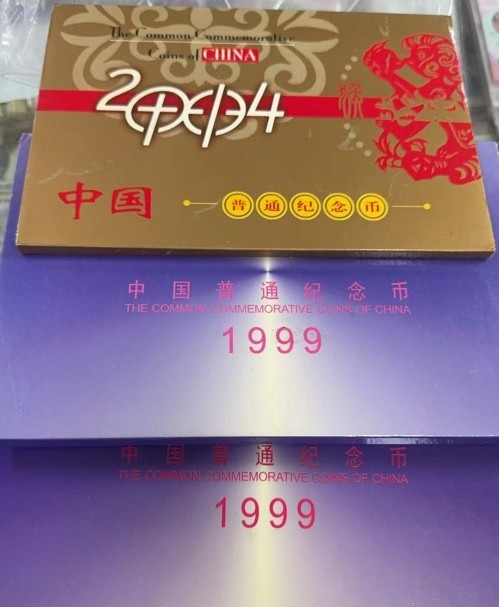 The Common Commemorative
Coins of CHINA
2004
中国 普通纪念币
中国普通纪念币
THE COMMON COMMEMORATIVE COINS OF CHINA
1999
中国普通纪念币
THE COMMON COMMEMORATIVE COINS OF CHINA
1999